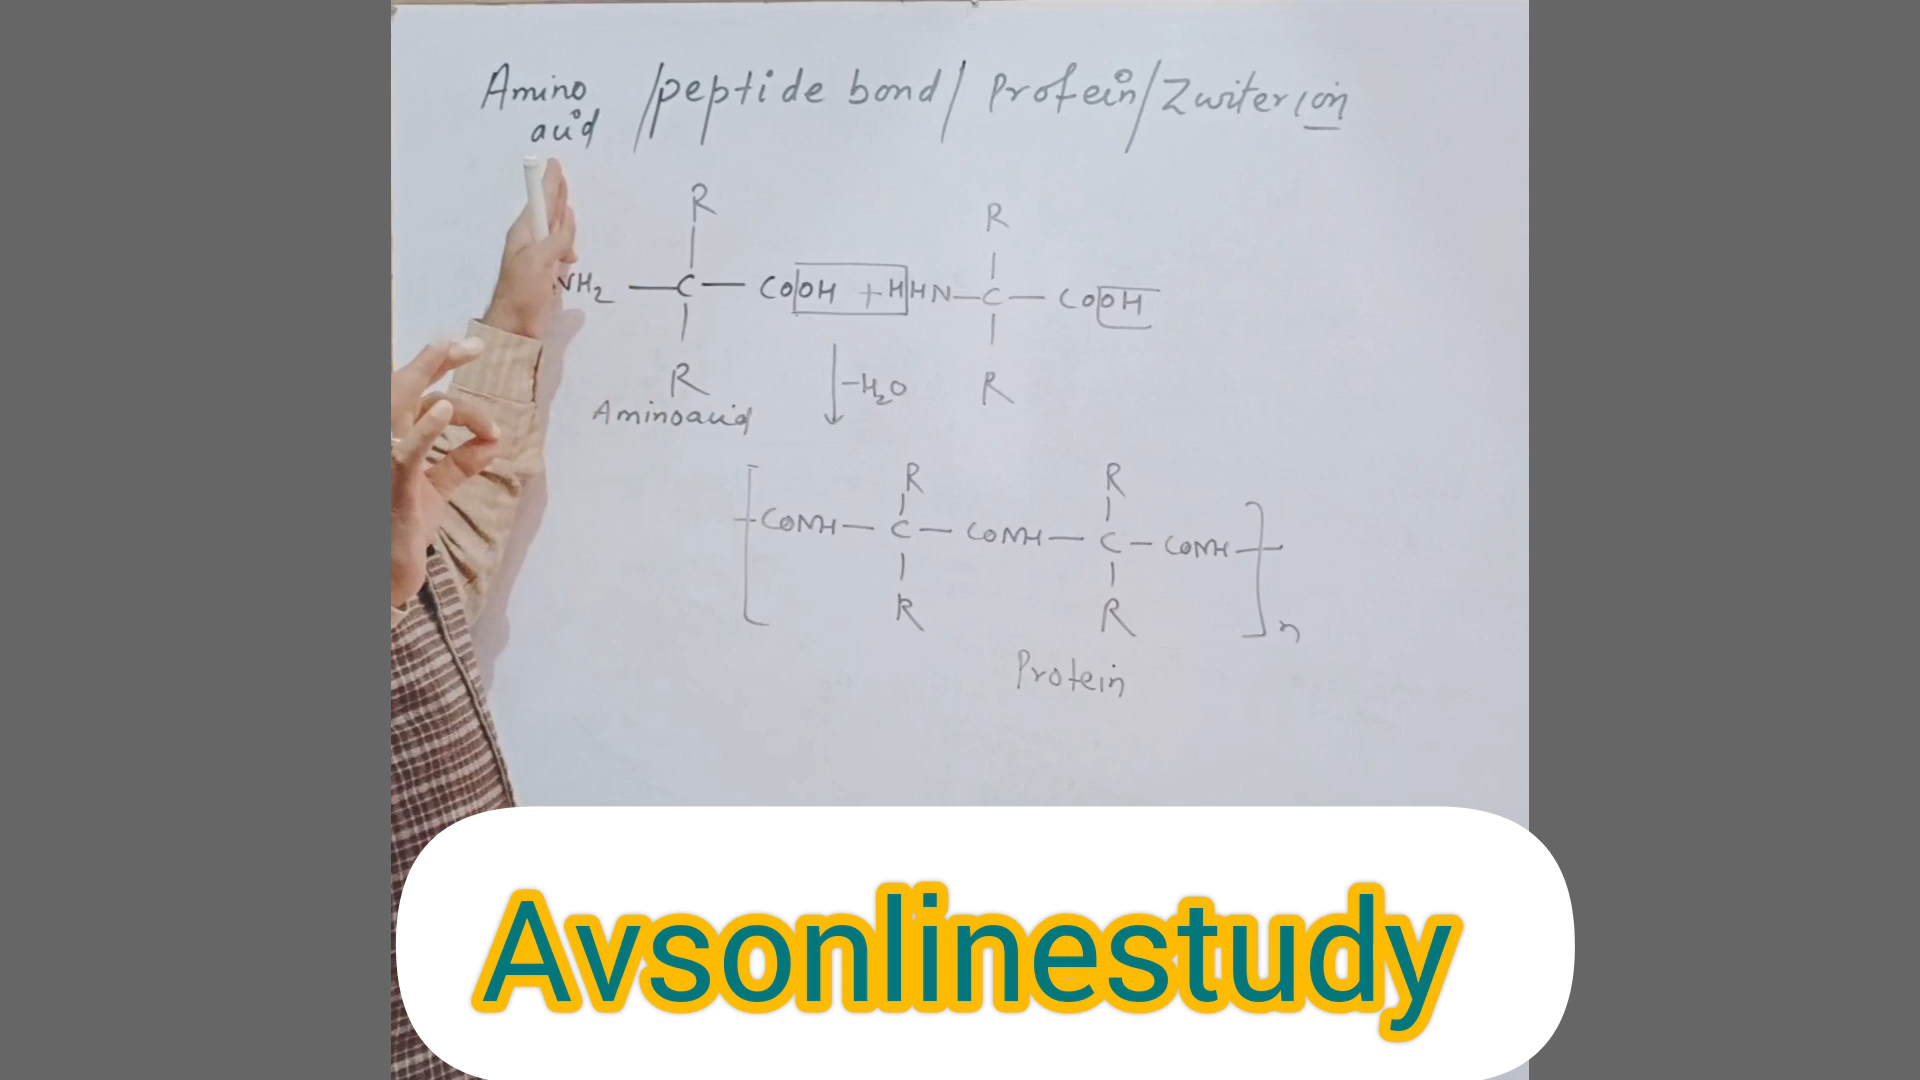 Amino /peptide bond/ Protein/Zwiterion
acid
R
R
NH2 — C — COOH + HHN — C — COOH
R
R
Aminoacid
-H2O
R
R
CONH — C — CONH — C — CONH
R
R
n
Protein
Avsonlinestudy